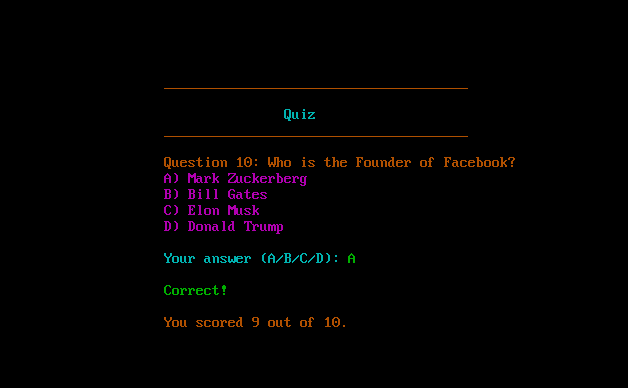 Quiz
Question 10: Who is the Founder of Facebook?
A) Mark Zuckerberg
B) Bill Gates
C) Elon Musk
D) Donald Trump
Your answer (A/B/C/D): A
Correct!
You scored 9 out of 10.